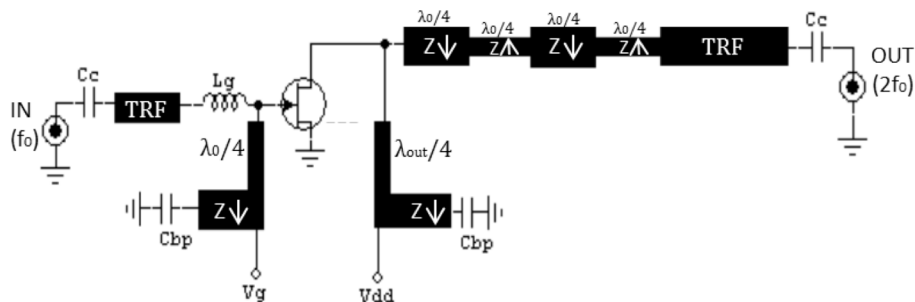 λ₀/4 λ₀/4 λ₀/4 λ₀/4
Z↓ Z↑ Z↓ Z↑ TRF
Cc
OUT
(2f₀)
Cc
Lg
IN
(f₀)
TRF
λ₀/4
λout/4
Z↓
Cbp
Z↓
Cbp
Vg
Vdd